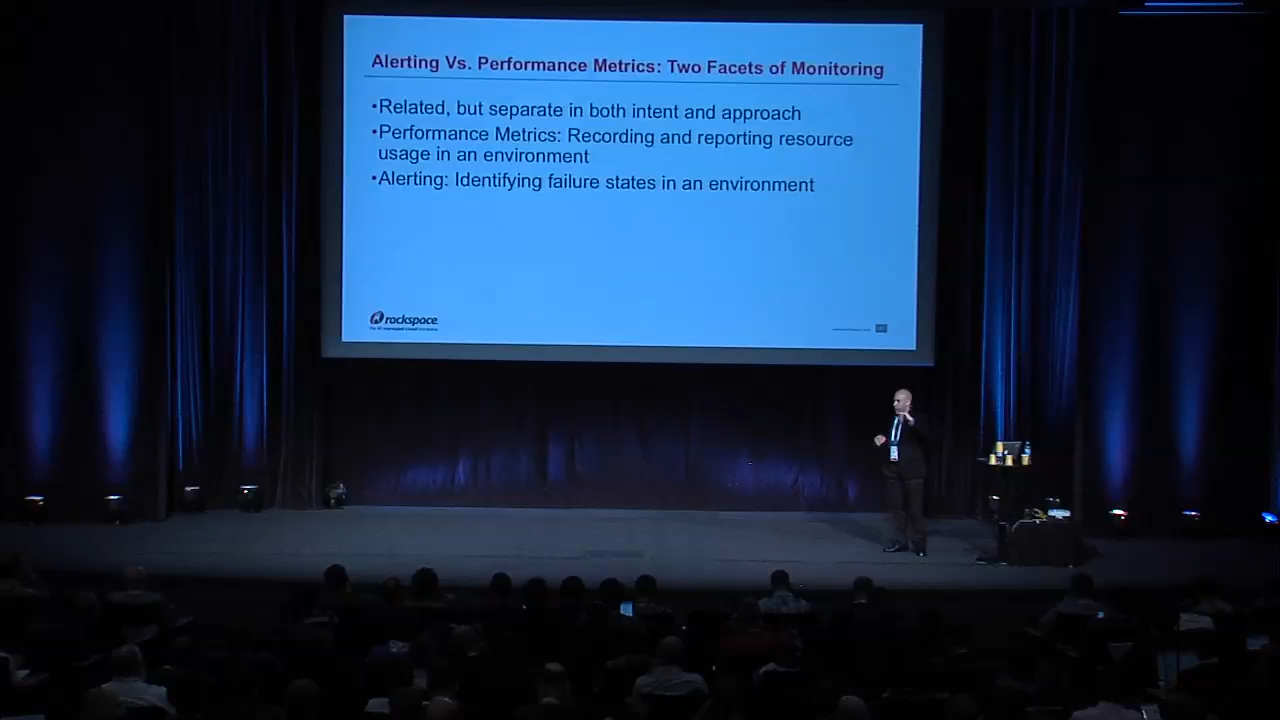 Alerting Vs. Performance Metrics: Two Facets of Monitoring
•Related, but separate in both intent and approach
•Performance Metrics: Recording and reporting resource
usage in an environment
•Alerting: Identifying failure states in an environment
rockspace